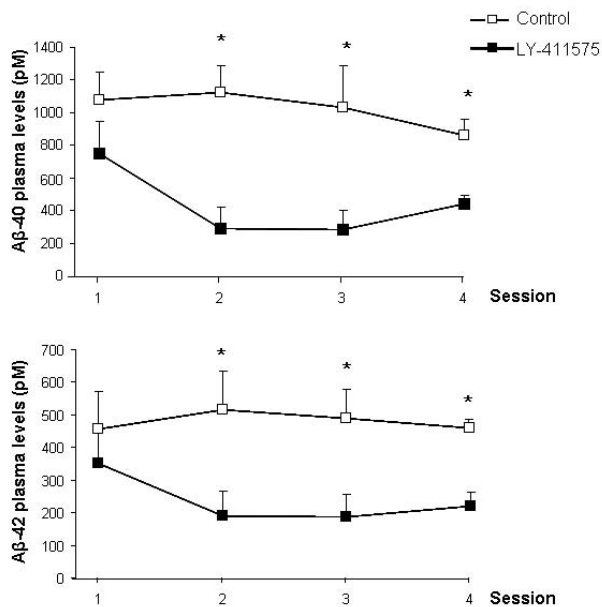 Control
LY-411575
Aβ-40 plasma levels (pM)
1400
1200
1000
800
600
400
200
0
* * *
1 2 3 4 Session
Aβ-42 plasma levels (pM)
700
600
500
400
300
200
100
0
* * *
1 2 3 4 Session